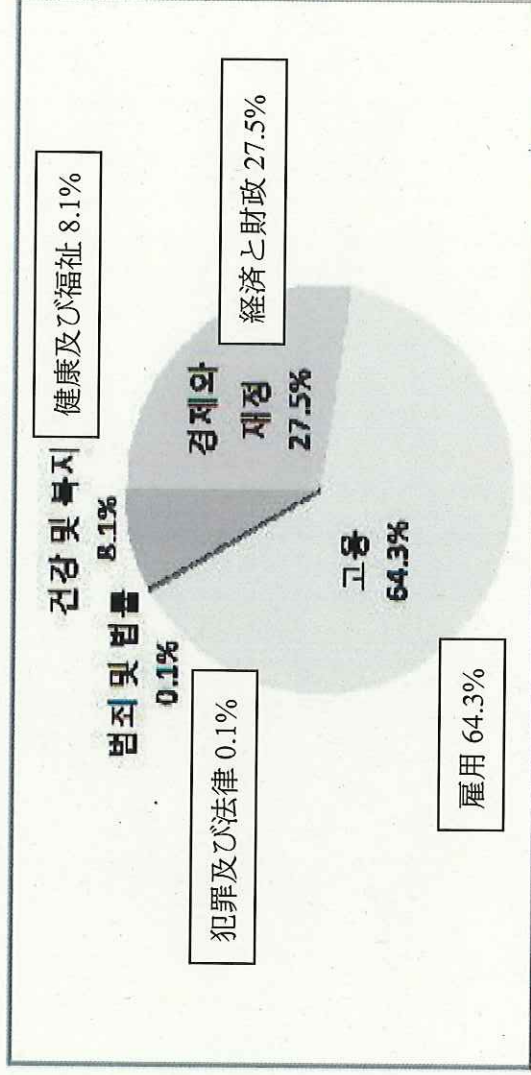 건강 및 복지
8.1%
健康及び福祉 8.1%
범죄 및 법률
0.1%
犯罪及び法律 0.1%
경제와
재정
27.5%
経済と財政 27.5%
고용
64.3%
雇用 64.3%